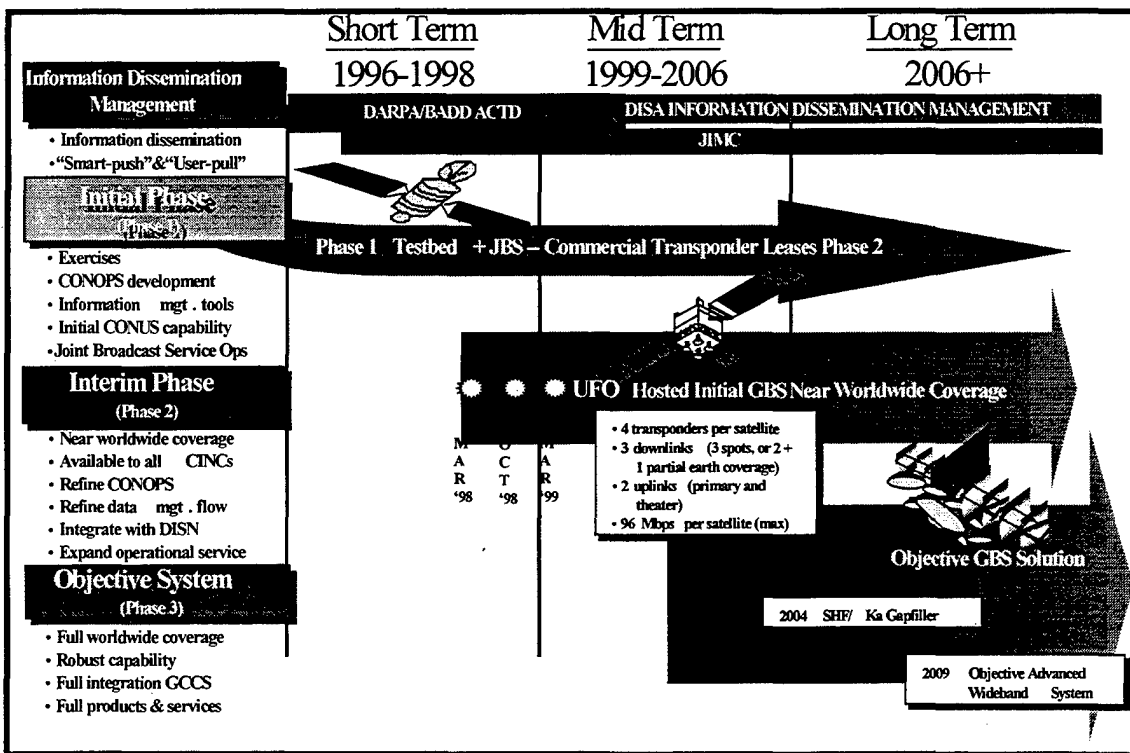 Short Term
1996-1998
Mid Term
1999-2006
Long Term
2006+
Information Dissemination
Management
• Information dissemination
•“Smart-push”&“User-pull”
Initial Phase
(Phase 1)
• Exercises
• CONOPS development
• Information mgt . tools
• Initial CONUS capability
•Joint Broadcast Service Ops
Interim Phase
(Phase 2)
• Near worldwide coverage
• Available to all CINCs
• Refine CONOPS
• Refine data mgt . flow
• Integrate with DISN
• Expand operational service
Objective System
(Phase 3)
• Full worldwide coverage
• Robust capability
• Full integration GCCS
• Full products & services
DARPA/BADD ACTD
DISA INFORMATION DISSEMINATION MANAGEMENT
JIMC
Phase 1 Testbed + JBS – Commercial Transponder Leases Phase 2
UFO Hosted Initial GBS Near Worldwide Coverage
MAR '98
OCT '98
MAR '99
• 4 transponders per satellite
• 3 downlinks (3 spots, or 2 +
1 partial earth coverage)
• 2 uplinks (primary and
theater)
• 96 Mbps per satellite (max)
Objective GBS Solution
2004 SHF/ Ka Gapfiller
2009 Objective Advanced
Wideband System